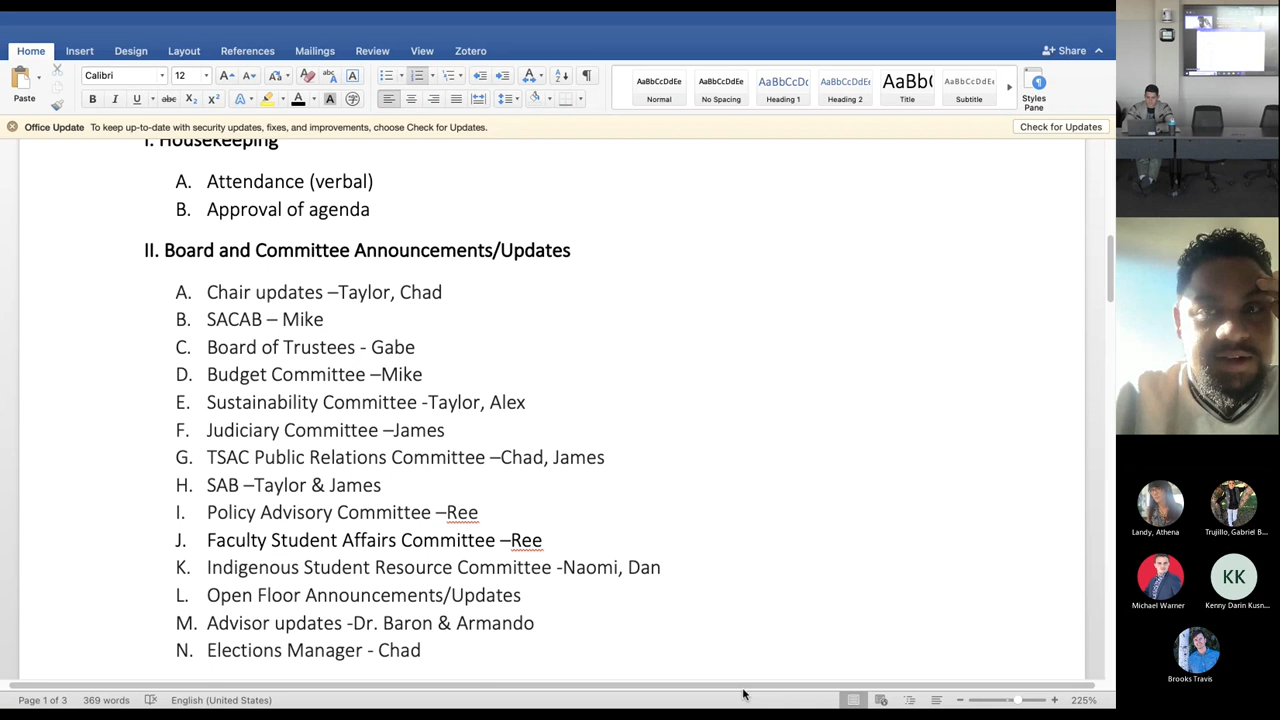 Home Insert Design Layout References Mailings Review View Zotero Share
Paste Calibri 12
AaBbCcDdEe AaBbCcDdEe AaBbCcDc AaBbCcDdEe AaBb( AaBbCcDdEe
Normal No Spacing Heading 1 Heading 2 Title Subtitle Styles Pane
Office Update To keep up-to-date with security updates, fixes, and improvements, choose Check for Updates. Check for Updates
I. Housekeeping
A. Attendance (verbal)
B. Approval of agenda
II. Board and Committee Announcements/Updates
A. Chair updates –Taylor, Chad
B. SACAB – Mike
C. Board of Trustees - Gabe
D. Budget Committee –Mike
E. Sustainability Committee -Taylor, Alex
F. Judiciary Committee –James
G. TSAC Public Relations Committee –Chad, James
H. SAB –Taylor & James
I. Policy Advisory Committee –Ree
J. Faculty Student Affairs Committee –Ree
K. Indigenous Student Resource Committee -Naomi, Dan
L. Open Floor Announcements/Updates
M. Advisor updates -Dr. Baron & Armando
N. Elections Manager - Chad
Page 1 of 3 369 words English (United States) 225%
Landy, Athena Trujillo, Gabriel B...
KK
Michael Warner Kenny Darin Kusn...
Brooks Travis